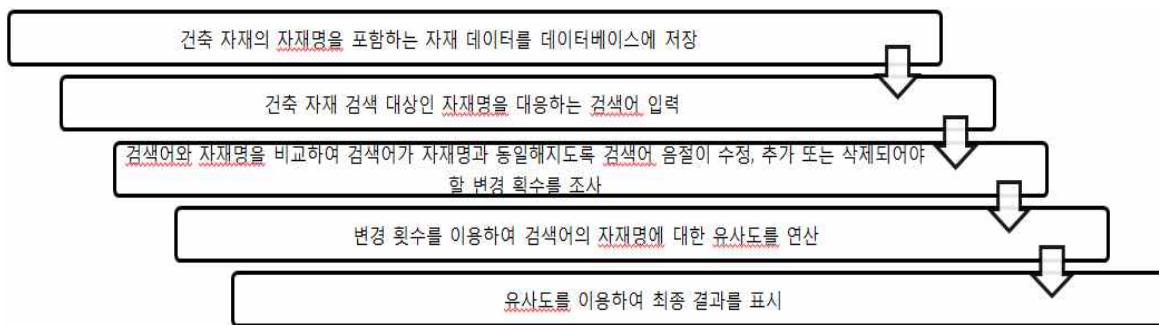 건축 자재의 자재명을 포함하는 자재 데이터를 데이터베이스에 저장
건축 자재 검색 대상인 자재명을 대응하는 검색어 입력
검색어와 자재명을 비교하여 검색어가 자재명과 동일해지도록 검색어 음절이 수정, 추가 또는 삭제되어야
할 변경 획수를 조사
변경 횟수를 이용하여 검색어의 자재명에 대한 유사도를 연산
유사도를 이용하여 최종 결과를 표시